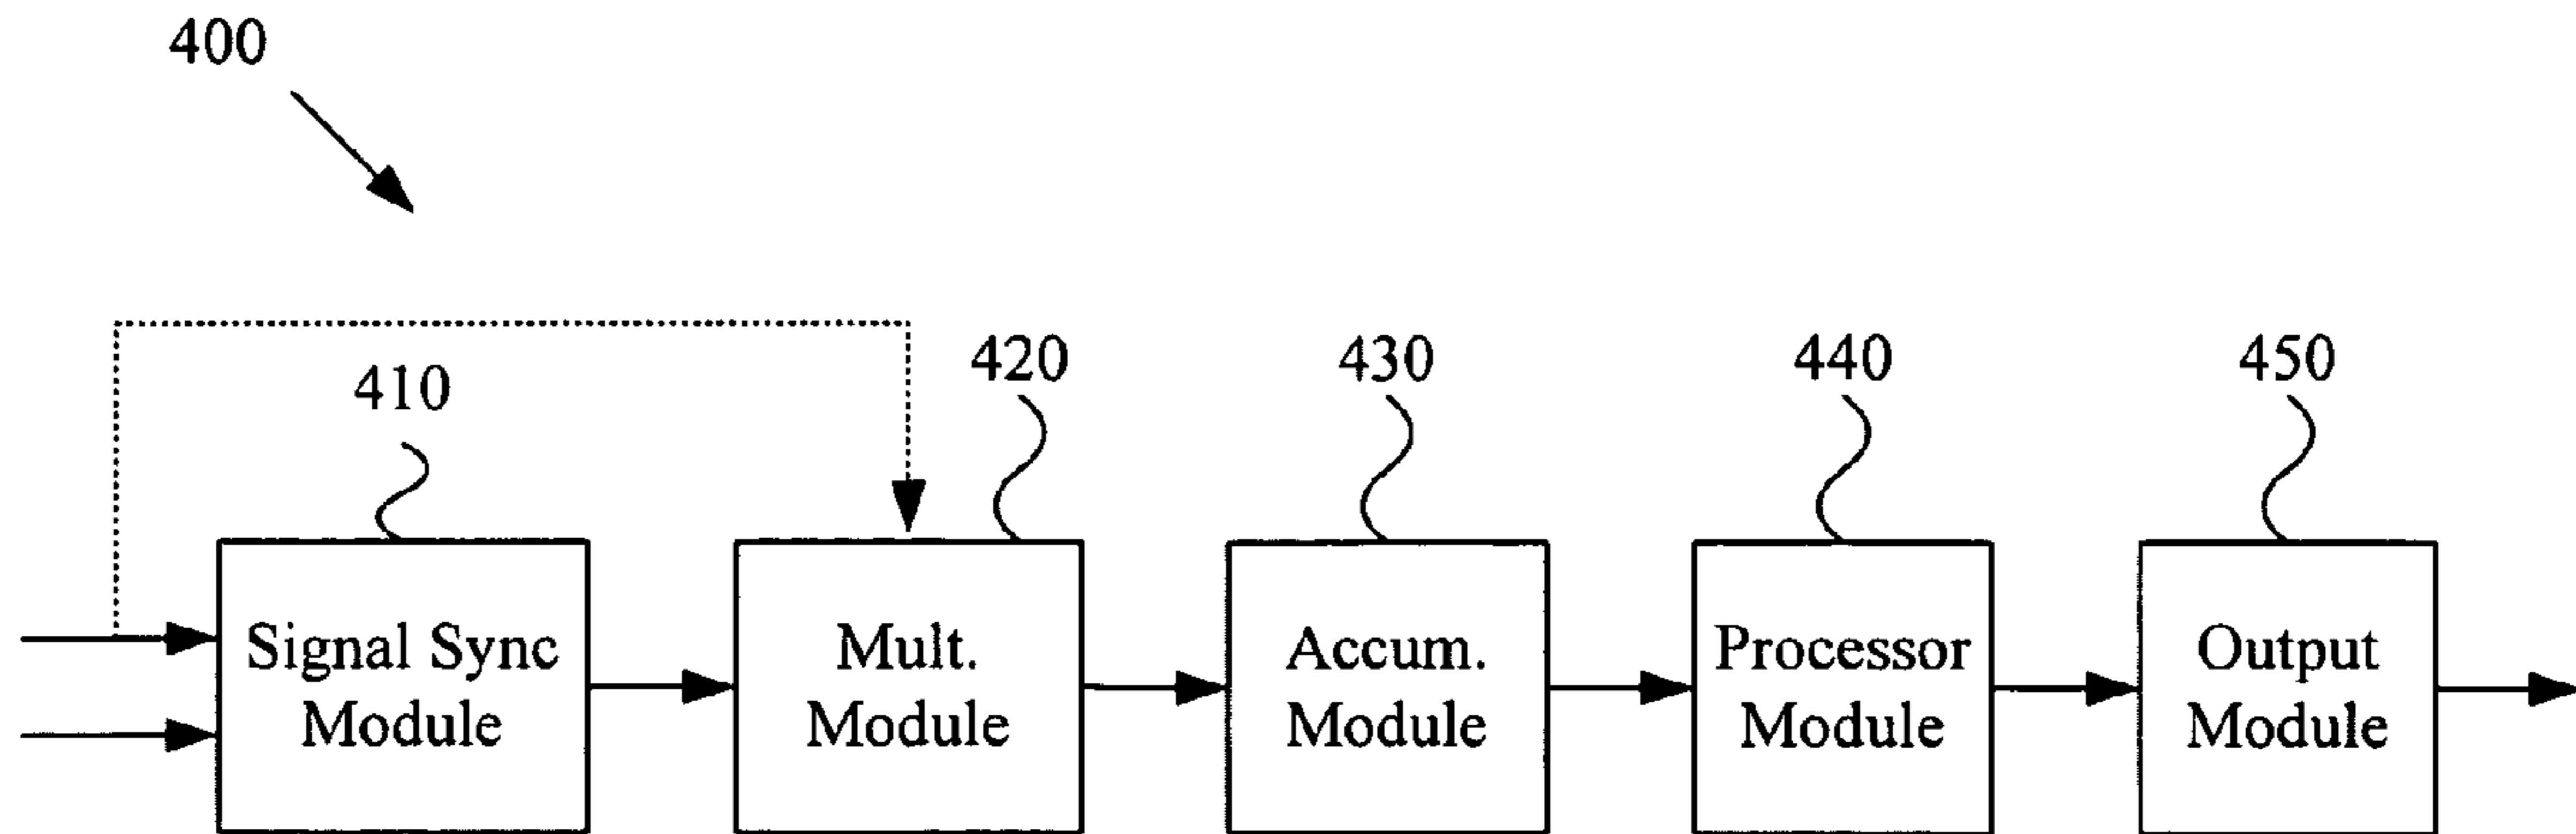 400
410
420
430
440
450
Signal Sync
Module
Mult.
Module
Accum.
Module
Processor
Module
Output
Module